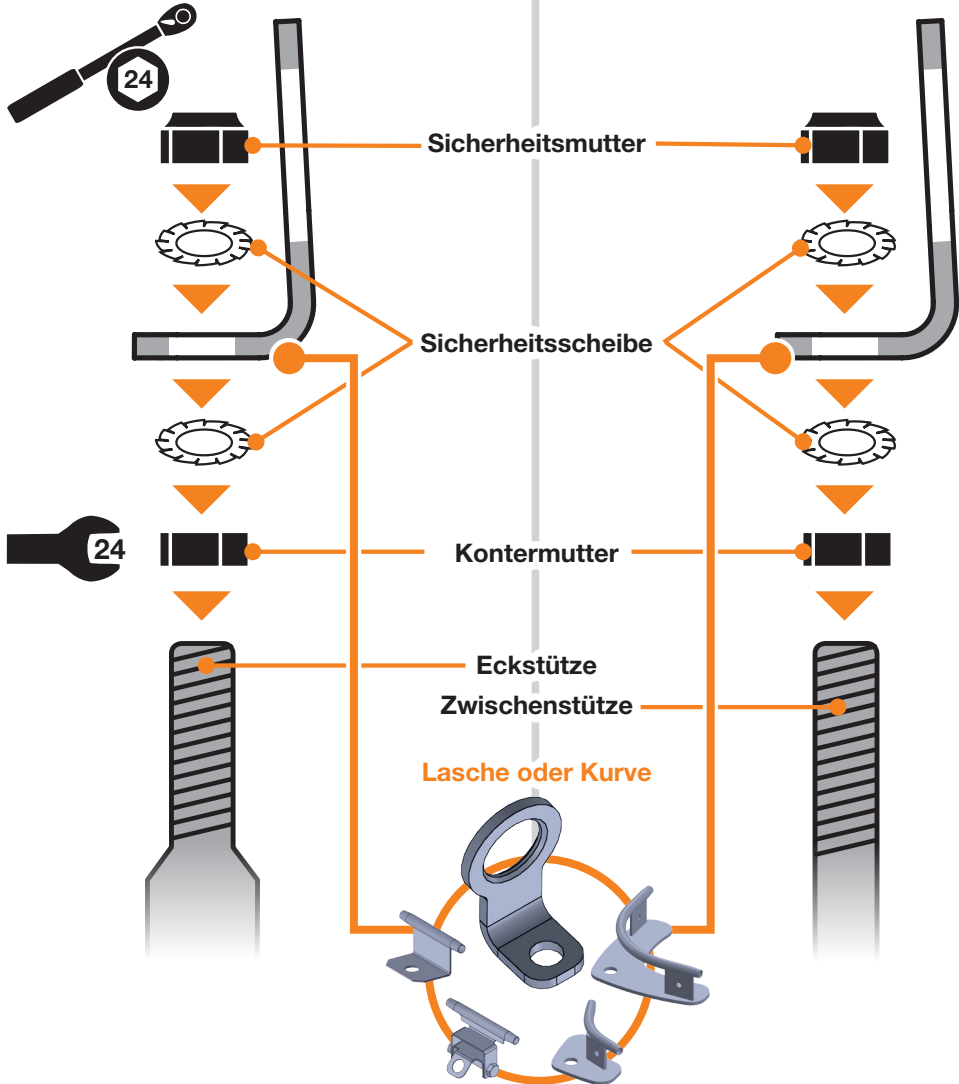 24
Sicherheitsmutter
Sicherheitsscheibe
24
Kontermutter
Eckstütze
Zwischenstütze
Lasche oder Kurve